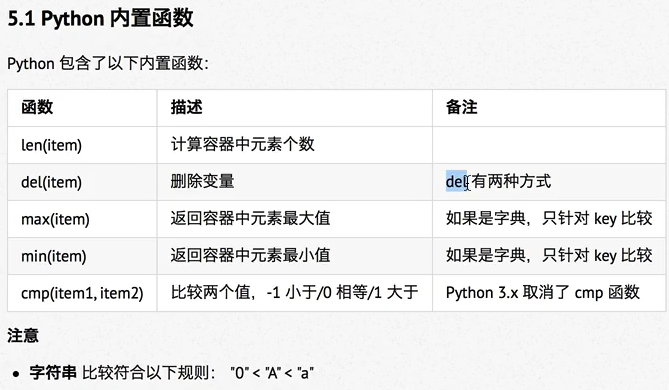 5.1 Python 内置函数
Python 包含了以下内置函数：
函数 描述 备注
len(item) 计算容器中元素个数
del(item) 删除变量 del 有两种方式
max(item) 返回容器中元素最大值 如果是字典，只针对 key 比较
min(item) 返回容器中元素最小值 如果是字典，只针对 key 比较
cmp(item1, item2) 比较两个值，-1 小于/0 相等/1 大于 Python 3.x 取消了 cmp 函数
注意
• 字符串 比较符合以下规则： "0" < "A" < "a"